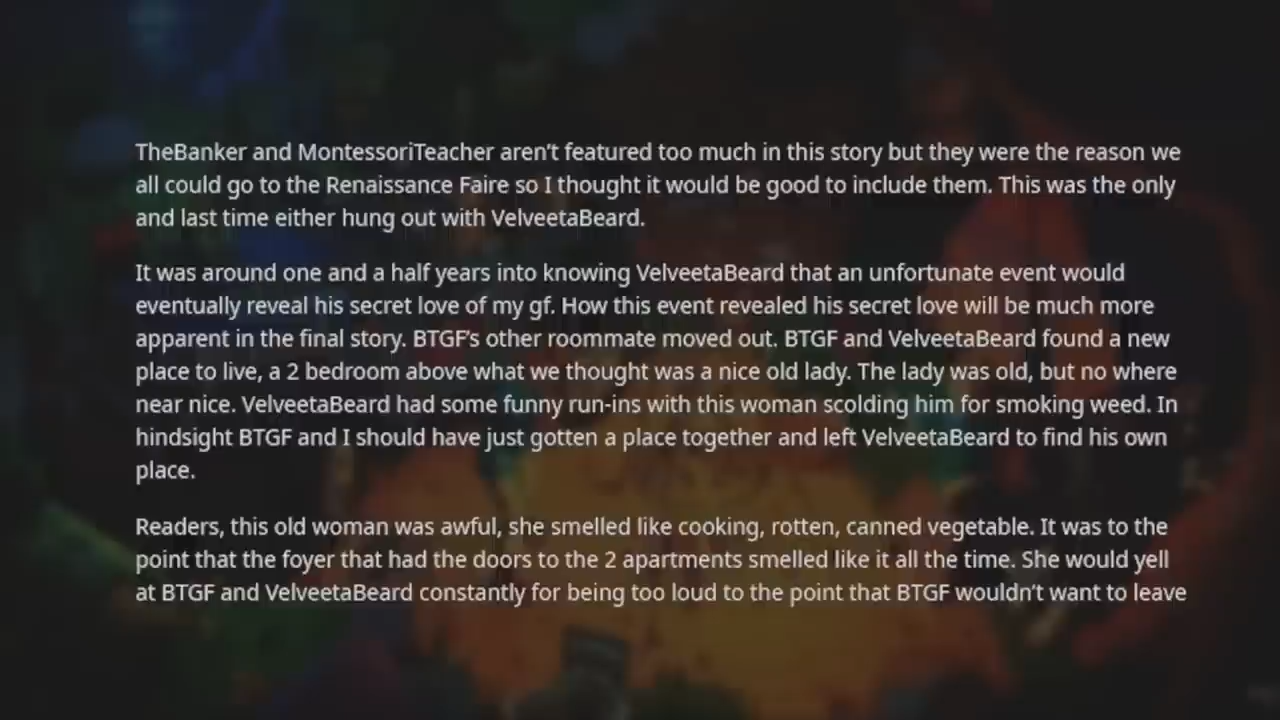 TheBanker and MontessoriTeacher aren't featured too much in this story but they were the reason we
all could go to the Renaissance Faire so I thought it would be good to include them. This was the only
and last time either hung out with VelveetaBeard.
It was around one and a half years into knowing VelveetaBeard that an unfortunate event would
eventually reveal his secret love of my gf. How this event revealed his secret love will be much more
apparent in the final story. BTGF's other roommate moved out. BTGF and VelveetaBeard found a new
place to live, a 2 bedroom above what we thought was a nice old lady. The lady was old, but no where
near nice. VelveetaBeard had some funny run-ins with this woman scolding him for smoking weed. In
hindsight BTGF and I should have just gotten a place together and left VelveetaBeard to find his own
place.
Readers, this old woman was awful, she smelled like cooking, rotten, canned vegetable. It was to the
point that the foyer that had the doors to the 2 apartments smelled like it all the time. She would yell
at BTGF and VelveetaBeard constantly for being too loud to the point that BTGF wouldn't want to leave